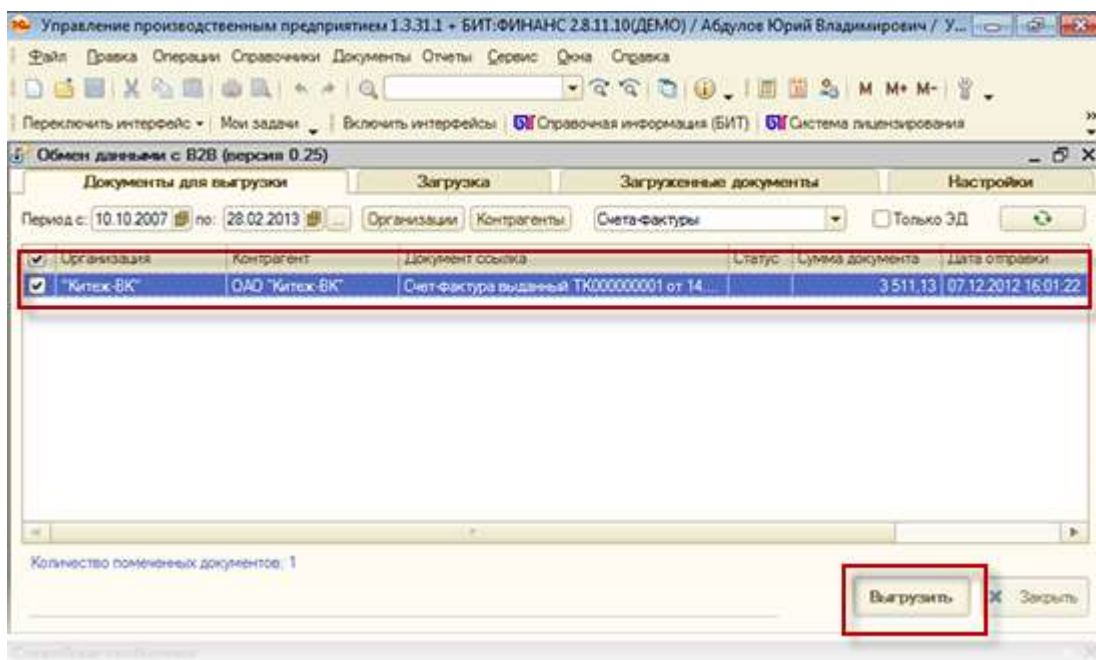 Управление производственным предприятием 1.3.31.1 + БИТ:ФИНАНС 2.8.11.10(ДЕМО) / Абдулов Юрий Владимирович / У...
Файл Правка Операции Справочники Документы Отчеты Сервис Окна Справка
M M+ M-
Переключить интерфейс Мои задачи Включить интерфейсы Справочная информация (БИТ) Система лицензирования
Обмен данными с B2B (версия 0.25)
Документы для выгрузки Загрузка Загруженные документы Настройки
Период с: 10.10.2007 по: 28.02.2013 ... Организации Контрагенты Счета-фактуры Только ЭД
Организация Контрагент Документ ссылка Статус Сумма документа Дата отправки
"Китеж-ВК" ОАО "Китеж-ВК" Счет-фактура выданный ТК000000001 от 14.... 3 511,13 07.12.2012 16:01:22
Количество помеченных документов: 1
Выгрузить Закрыть